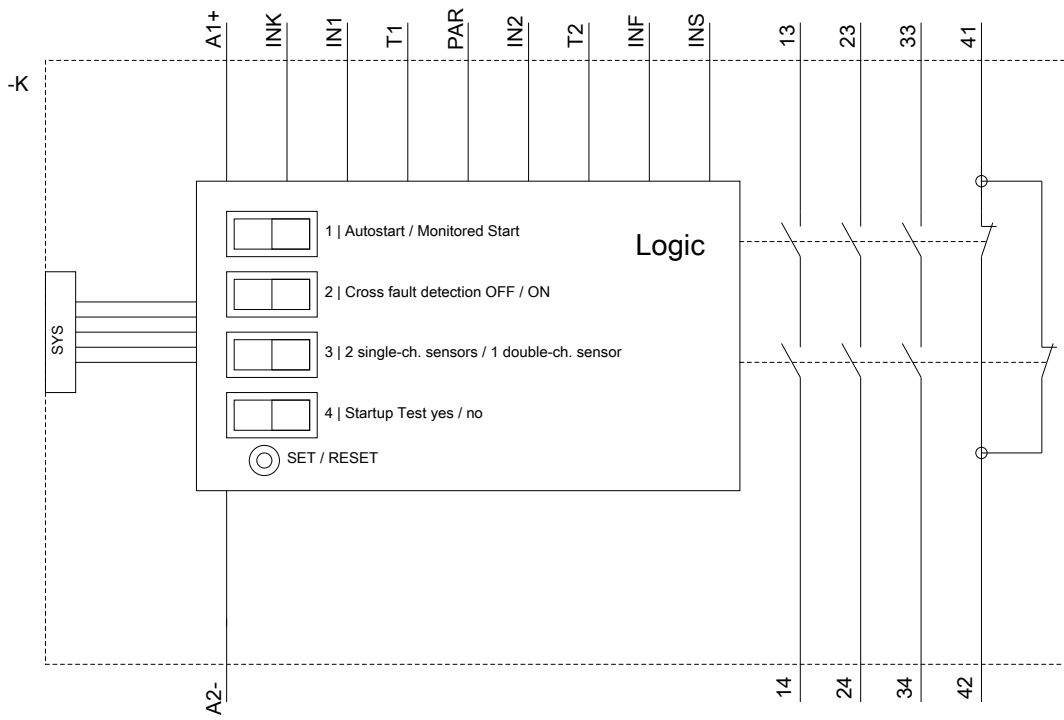 A1+
INK
IN1
T1
PAR
IN2
T2
INF
INS
13
23
33
41
-K
1 | Autostart / Monitored Start
Logic
2 | Cross fault detection OFF / ON
SYS
3 | 2 single-ch. sensors / 1 double-ch. sensor
4 | Startup Test yes / no
SET / RESET
A2-
14
24
34
42